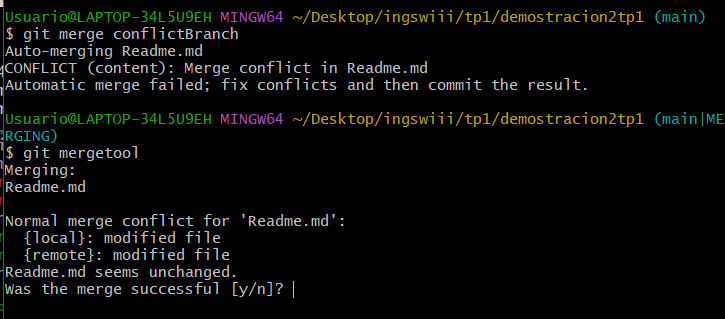 Usuario@LAPTOP-34L5U9EH MINGW64 ~/Desktop/ingswiii/tp1/demostracion2tp1 (main)
$ git merge conflictBranch
Auto-merging Readme.md
CONFLICT (content): Merge conflict in Readme.md
Automatic merge failed; fix conflicts and then commit the result.
Usuario@LAPTOP-34L5U9EH MINGW64 ~/Desktop/ingswiii/tp1/demostracion2tp1 (main|ME
RGING)
$ git mergetool
Merging:
Readme.md
Normal merge conflict for 'Readme.md':
  {local}: modified file
  {remote}: modified file
Readme.md seems unchanged.
Was the merge successful [y/n]?